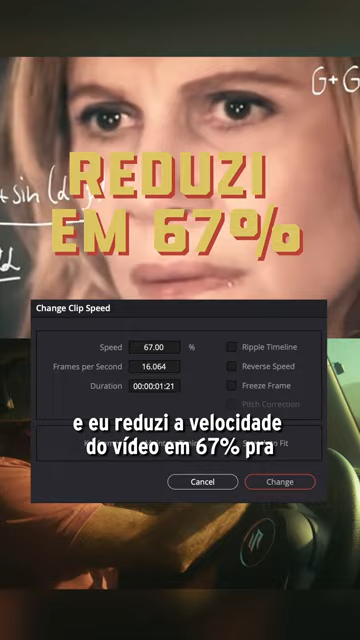 G+G
+ sin(
REDUZI
EM 67%
Change Clip Speed
Speed 67.00 % Ripple Timeline
Frames per Second 16.064 Reverse Speed
Duration 00:00:01:21 Freeze Frame
Pitch Correction
e eu reduzi a velocidade
do vídeo em 67% pra
Cancel Change